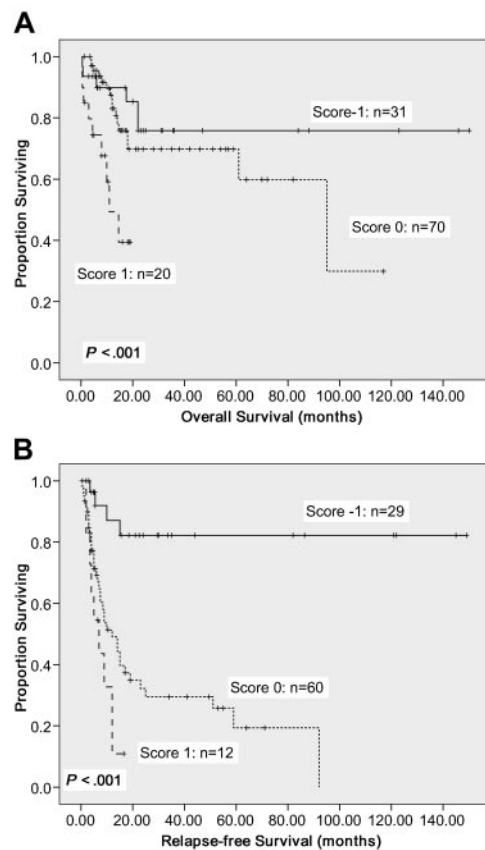 A
Proportion Surviving
1.0
0.8
0.6
0.4
0.2
0.0
Score-1: n=31
Score 0: n=70
Score 1: n=20
P <.001
0.00 20.00 40.00 60.00 80.00 100.00 120.00 140.00
Overall Survival (months)
B
Proportion Surviving
1.0
0.8
0.6
0.4
0.2
0.0
Score -1: n=29
Score 0: n=60
Score 1: n=12
P <.001
0.00 20.00 40.00 60.00 80.00 100.00 120.00 140.00
Relapse-free Survival (months)